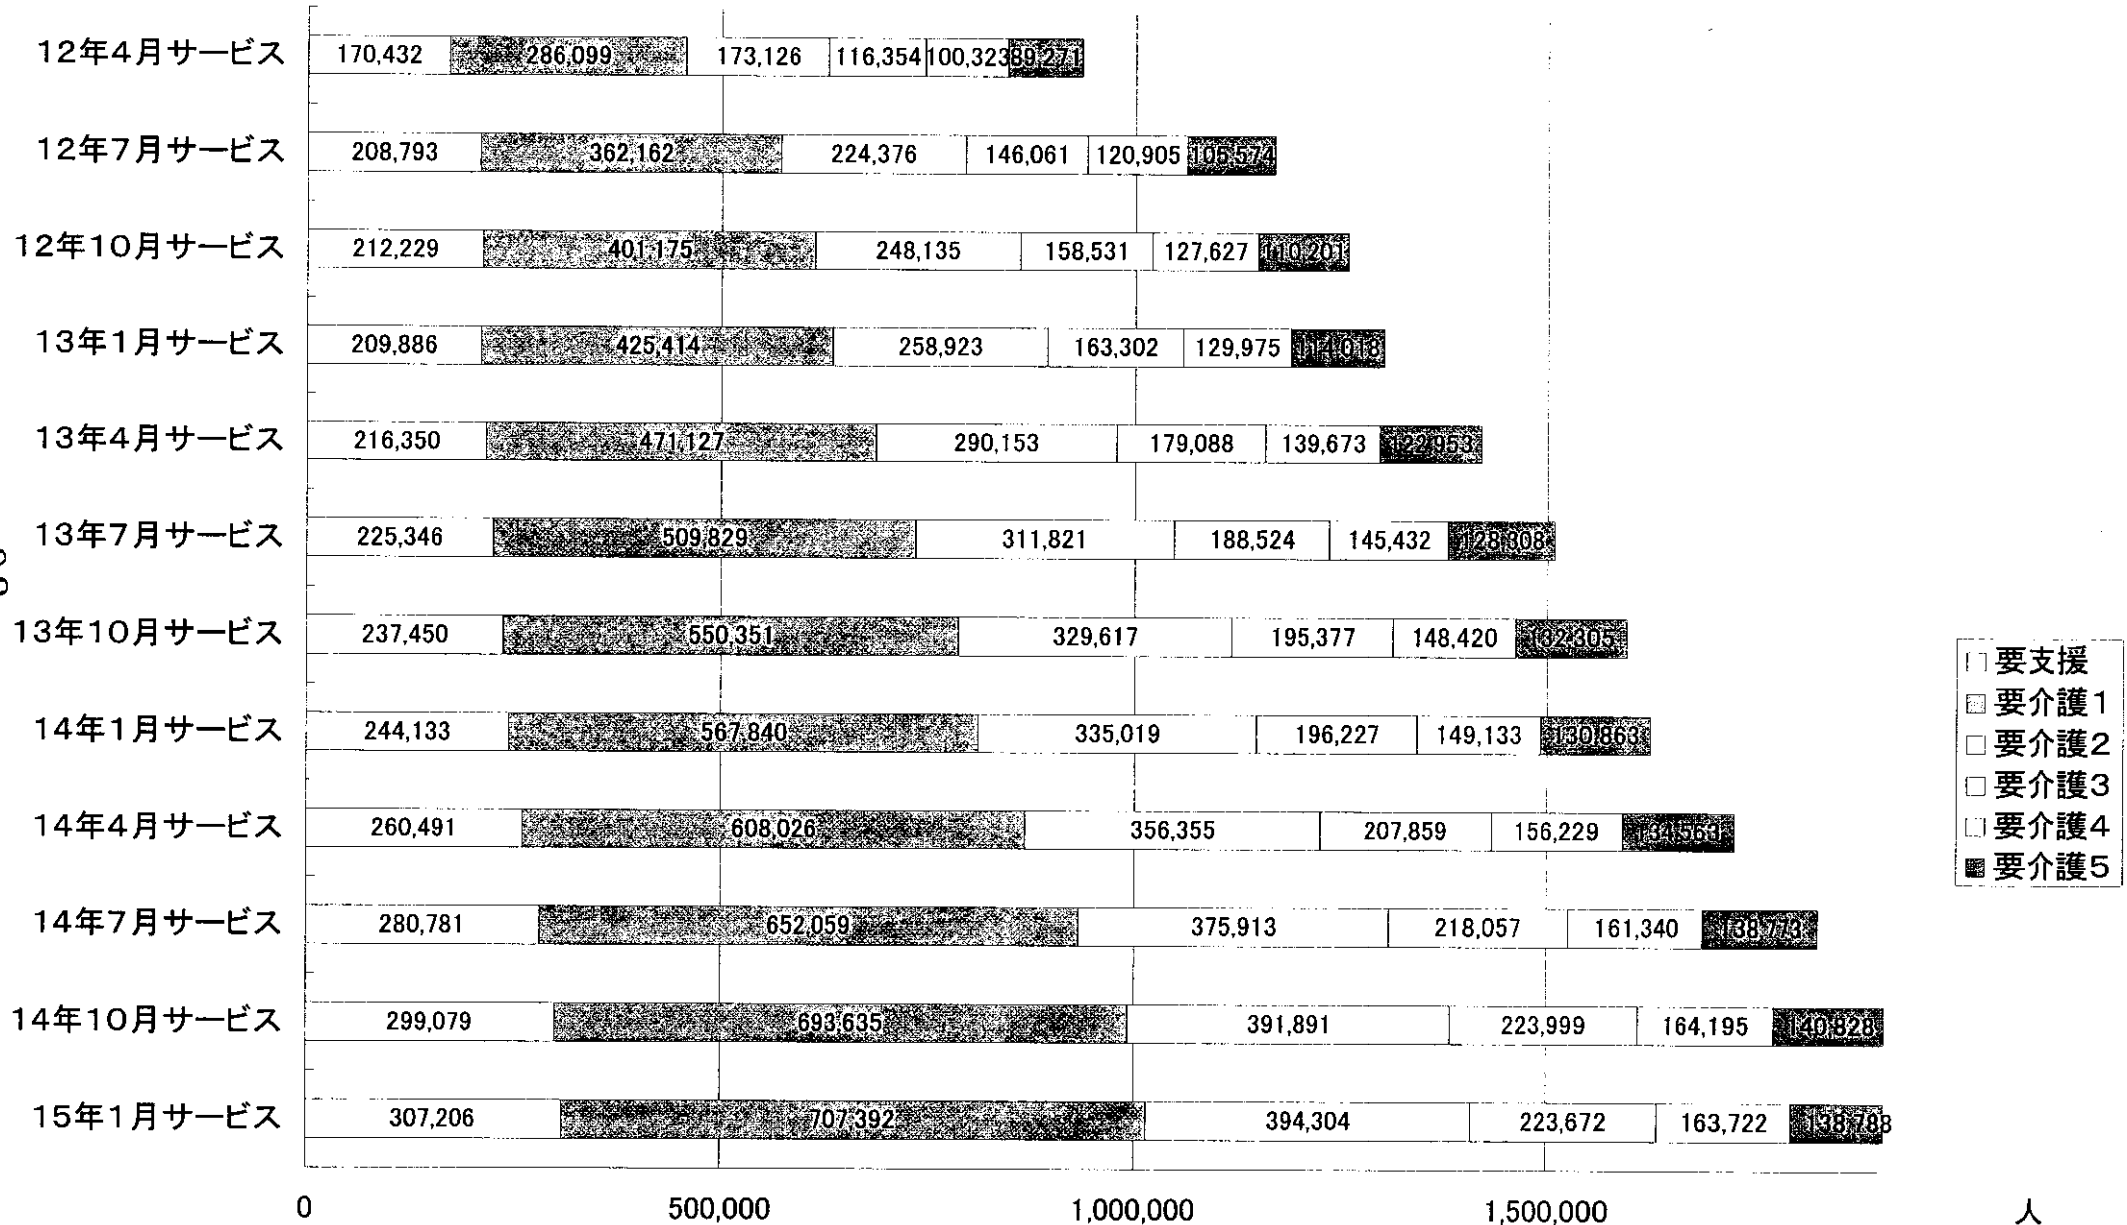 12年4月サービス 170,432 286,099 173,126 116,354 100,323 89,271
12年7月サービス 208,793 362,162 224,376 146,061 120,905 105,574
12年10月サービス 212,229 401,175 248,135 158,531 127,627 110,201
13年1月サービス 209,886 425,414 258,923 163,302 129,975 114,018
13年4月サービス 216,350 471,127 290,153 179,088 139,673 122,953
13年7月サービス 225,346 509,829 311,821 188,524 145,432 128,308
13年10月サービス 237,450 550,351 329,617 195,377 148,420 132,305
14年1月サービス 244,133 567,840 335,019 196,227 149,133 130,863
14年4月サービス 260,491 608,026 356,355 207,859 156,229 134,563
14年7月サービス 280,781 652,059 375,913 218,057 161,340 138,773
14年10月サービス 299,079 693,635 391,891 223,999 164,195 140,828
15年1月サービス 307,206 707,392 394,304 223,672 163,722 138,788
0 500,000 1,000,000 1,500,000 人
要支援
要介護1
要介護2
要介護3
要介護4
要介護5